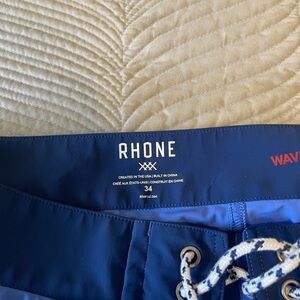 RHONE
CREATED IN THE USA | BUILT IN CHINA
CRÉÉ AUX ÉTATS-UNIS | CONSTRUIT EN CHINE
34
WAV